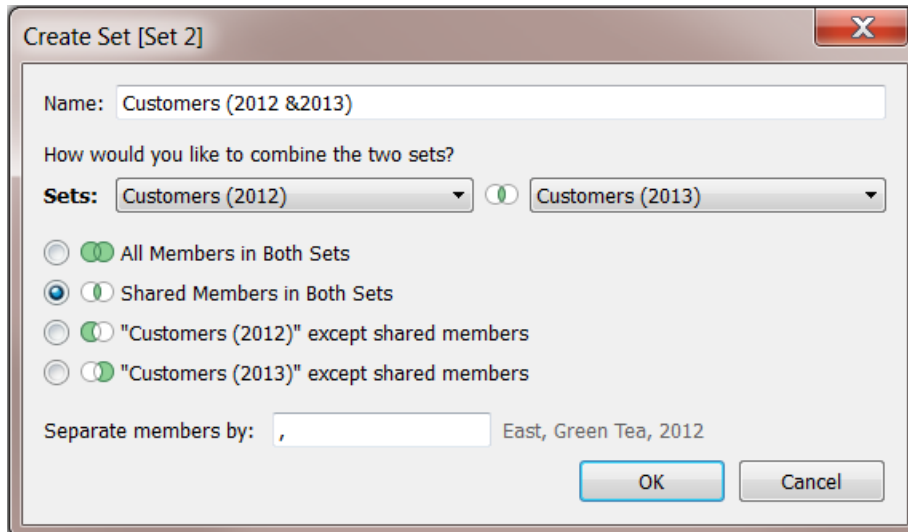 Create Set [Set 2]
X
Name: Customers (2012 &2013)
How would you like to combine the two sets?
Sets: Customers (2012) Customers (2013)
All Members in Both Sets
Shared Members in Both Sets
"Customers (2012)" except shared members
"Customers (2013)" except shared members
Separate members by: , East, Green Tea, 2012
OK Cancel